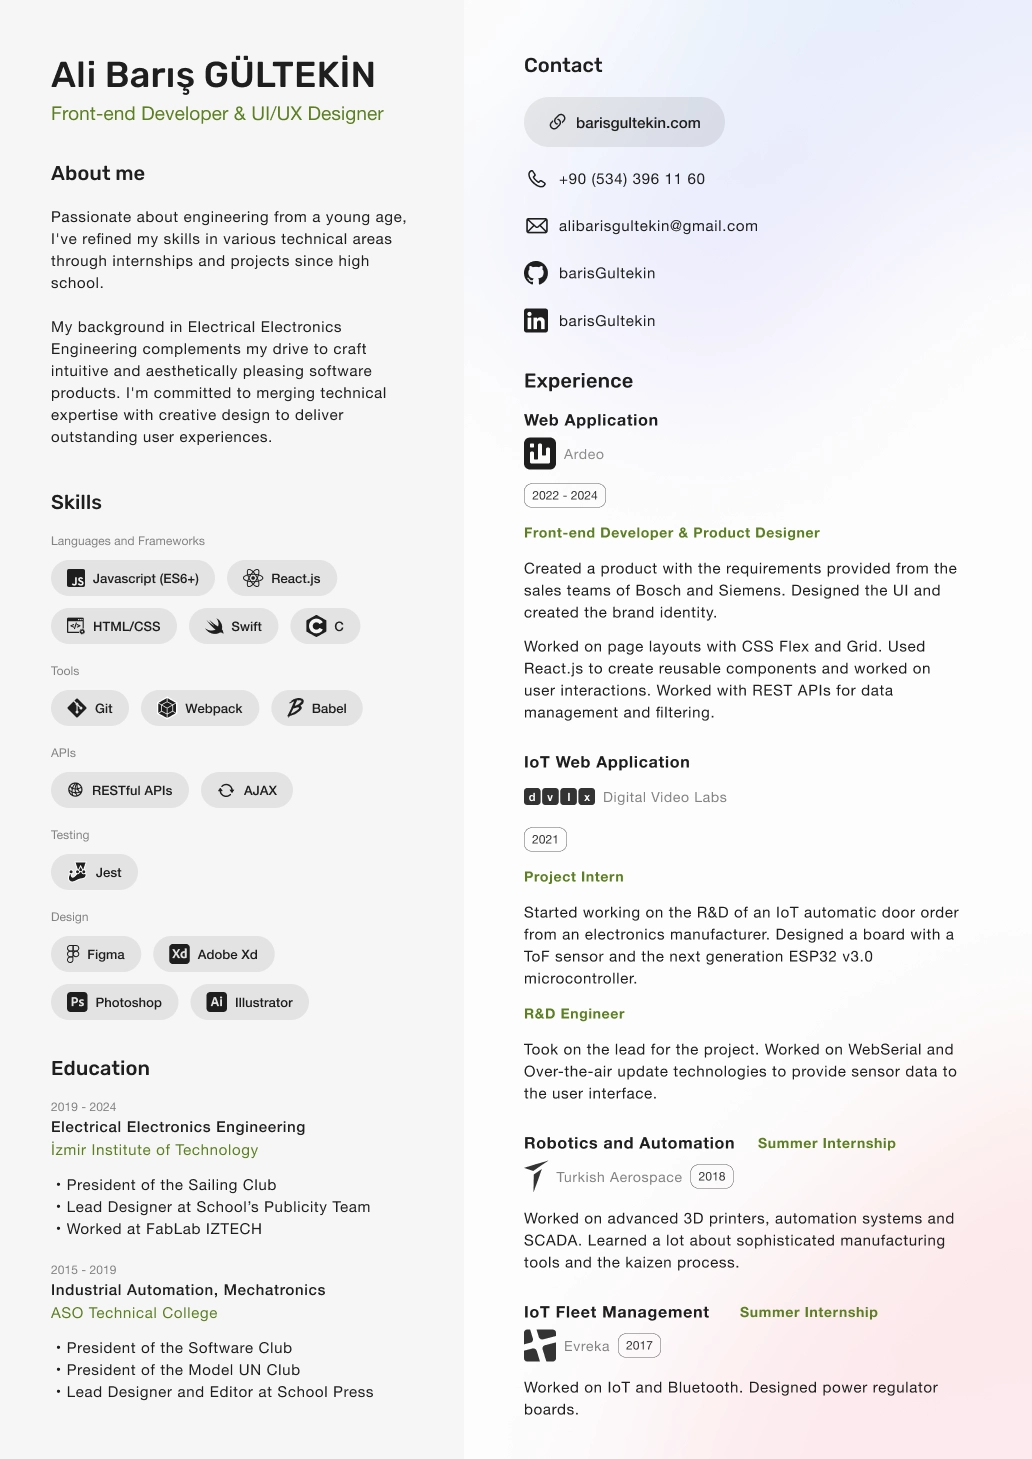 Ali Barış GÜLTEKİN
Front-end Developer & UI/UX Designer
About me
Passionate about engineering from a young age,
I've refined my skills in various technical areas
through internships and projects since high
school.
My background in Electrical Electronics
Engineering complements my drive to craft
intuitive and aesthetically pleasing software
products. I'm committed to merging technical
expertise with creative design to deliver
outstanding user experiences.
Skills
Languages and Frameworks
JS Javascript (ES6+) React.js
HTML/CSS Swift C C
Tools
Git Webpack B Babel
APIs
RESTful APIs AJAX
Testing
Jest
Design
Figma Xd Adobe Xd
Ps Photoshop Ai Illustrator
Education
2019 - 2024
Electrical Electronics Engineering
İzmir Institute of Technology
• President of the Sailing Club
• Lead Designer at School's Publicity Team
• Worked at FabLab IZTECH
2015 - 2019
Industrial Automation, Mechatronics
ASO Technical College
• President of the Software Club
• President of the Model UN Club
• Lead Designer and Editor at School Press
Contact
barisgultekin.com
+90 (534) 396 11 60
alibarisgultekin@gmail.com
barisGultekin
in barisGultekin
Experience
Web Application
Ardeo
2022 - 2024
Front-end Developer & Product Designer
Created a product with the requirements provided from the
sales teams of Bosch and Siemens. Designed the UI and
created the brand identity.
Worked on page layouts with CSS Flex and Grid. Used
React.js to create reusable components and worked on
user interactions. Worked with REST APIs for data
management and filtering.
IoT Web Application
d v l x Digital Video Labs
2021
Project Intern
Started working on the R&D of an IoT automatic door order
from an electronics manufacturer. Designed a board with a
ToF sensor and the next generation ESP32 v3.0
microcontroller.
R&D Engineer
Took on the lead for the project. Worked on WebSerial and
Over-the-air update technologies to provide sensor data to
the user interface.
Robotics and Automation Summer Internship
Turkish Aerospace 2018
Worked on advanced 3D printers, automation systems and
SCADA. Learned a lot about sophisticated manufacturing
tools and the kaizen process.
IoT Fleet Management Summer Internship
Evreka 2017
Worked on IoT and Bluetooth. Designed power regulator
boards.